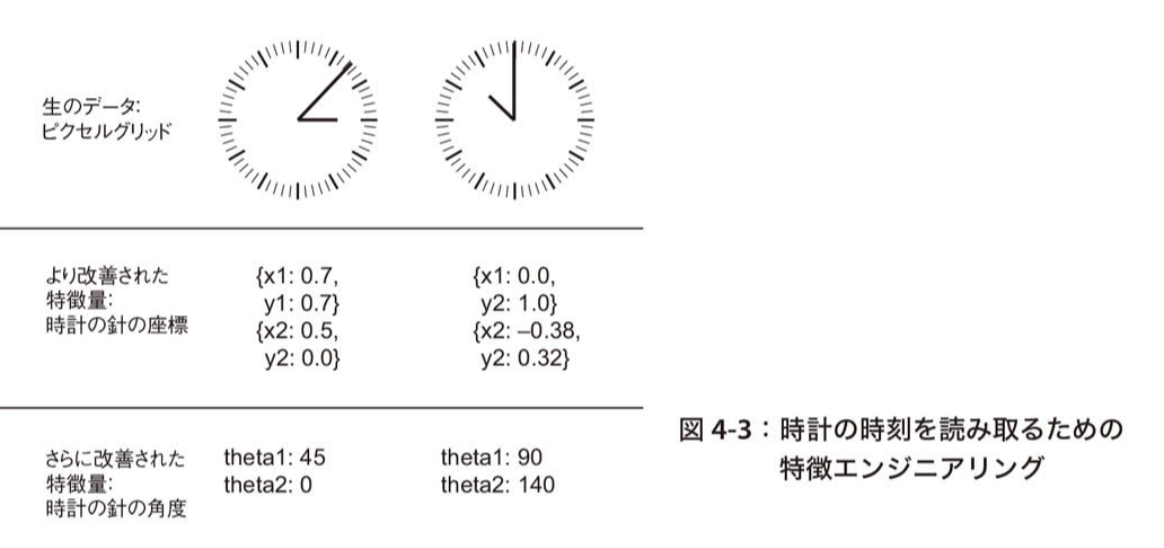 生のデータ:
ピクセルグリッド
より改善された
特徴量:
時計の針の座標
{x1: 0.7,
y1: 0.7}
{x2: 0.5,
y2: 0.0}
{x1: 0.0,
y2: 1.0}
{x2: –0.38,
y2: 0.32}
さらに改善された
特徴量:
時計の針の角度
theta1: 45
theta2: 0
theta1: 90
theta2: 140
図 4-3：時計の時刻を読み取るための
特徴エンジニアリング